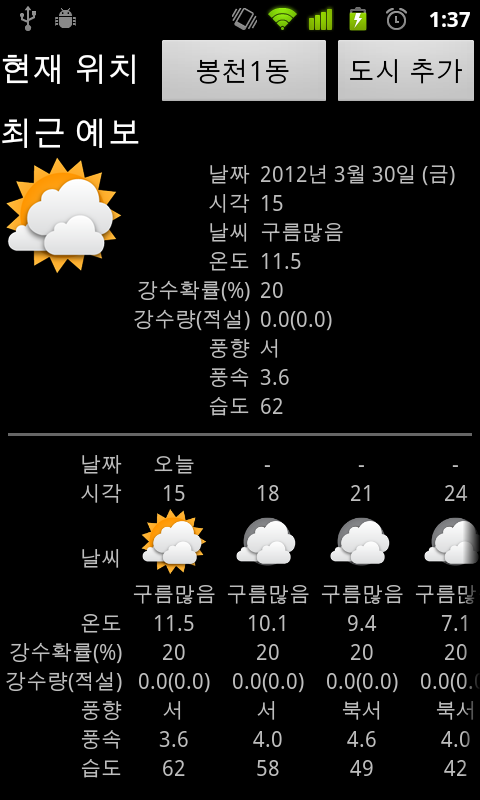 1:37
현재 위치 봉천1동 도시 추가
최근 예보
날짜 2012년 3월 30일 (금)
시각 15
날씨 구름많음
온도 11.5
강수확률(%) 20
강수량(적설) 0.0(0.0)
풍향 서
풍속 3.6
습도 62
날짜 오늘 - - -
시각 15 18 21 24
날씨
구름많음 구름많음 구름많음
온도 11.5 10.1 9.4 7.1
강수확률(%) 20 20 20 20
강수량(적설) 0.0(0.0) 0.0(0.0) 0.0(0.0) 0.0(0.
풍향 서 서 북서 북서
풍속 3.6 4.0 4.6 4.0
습도 62 58 49 42